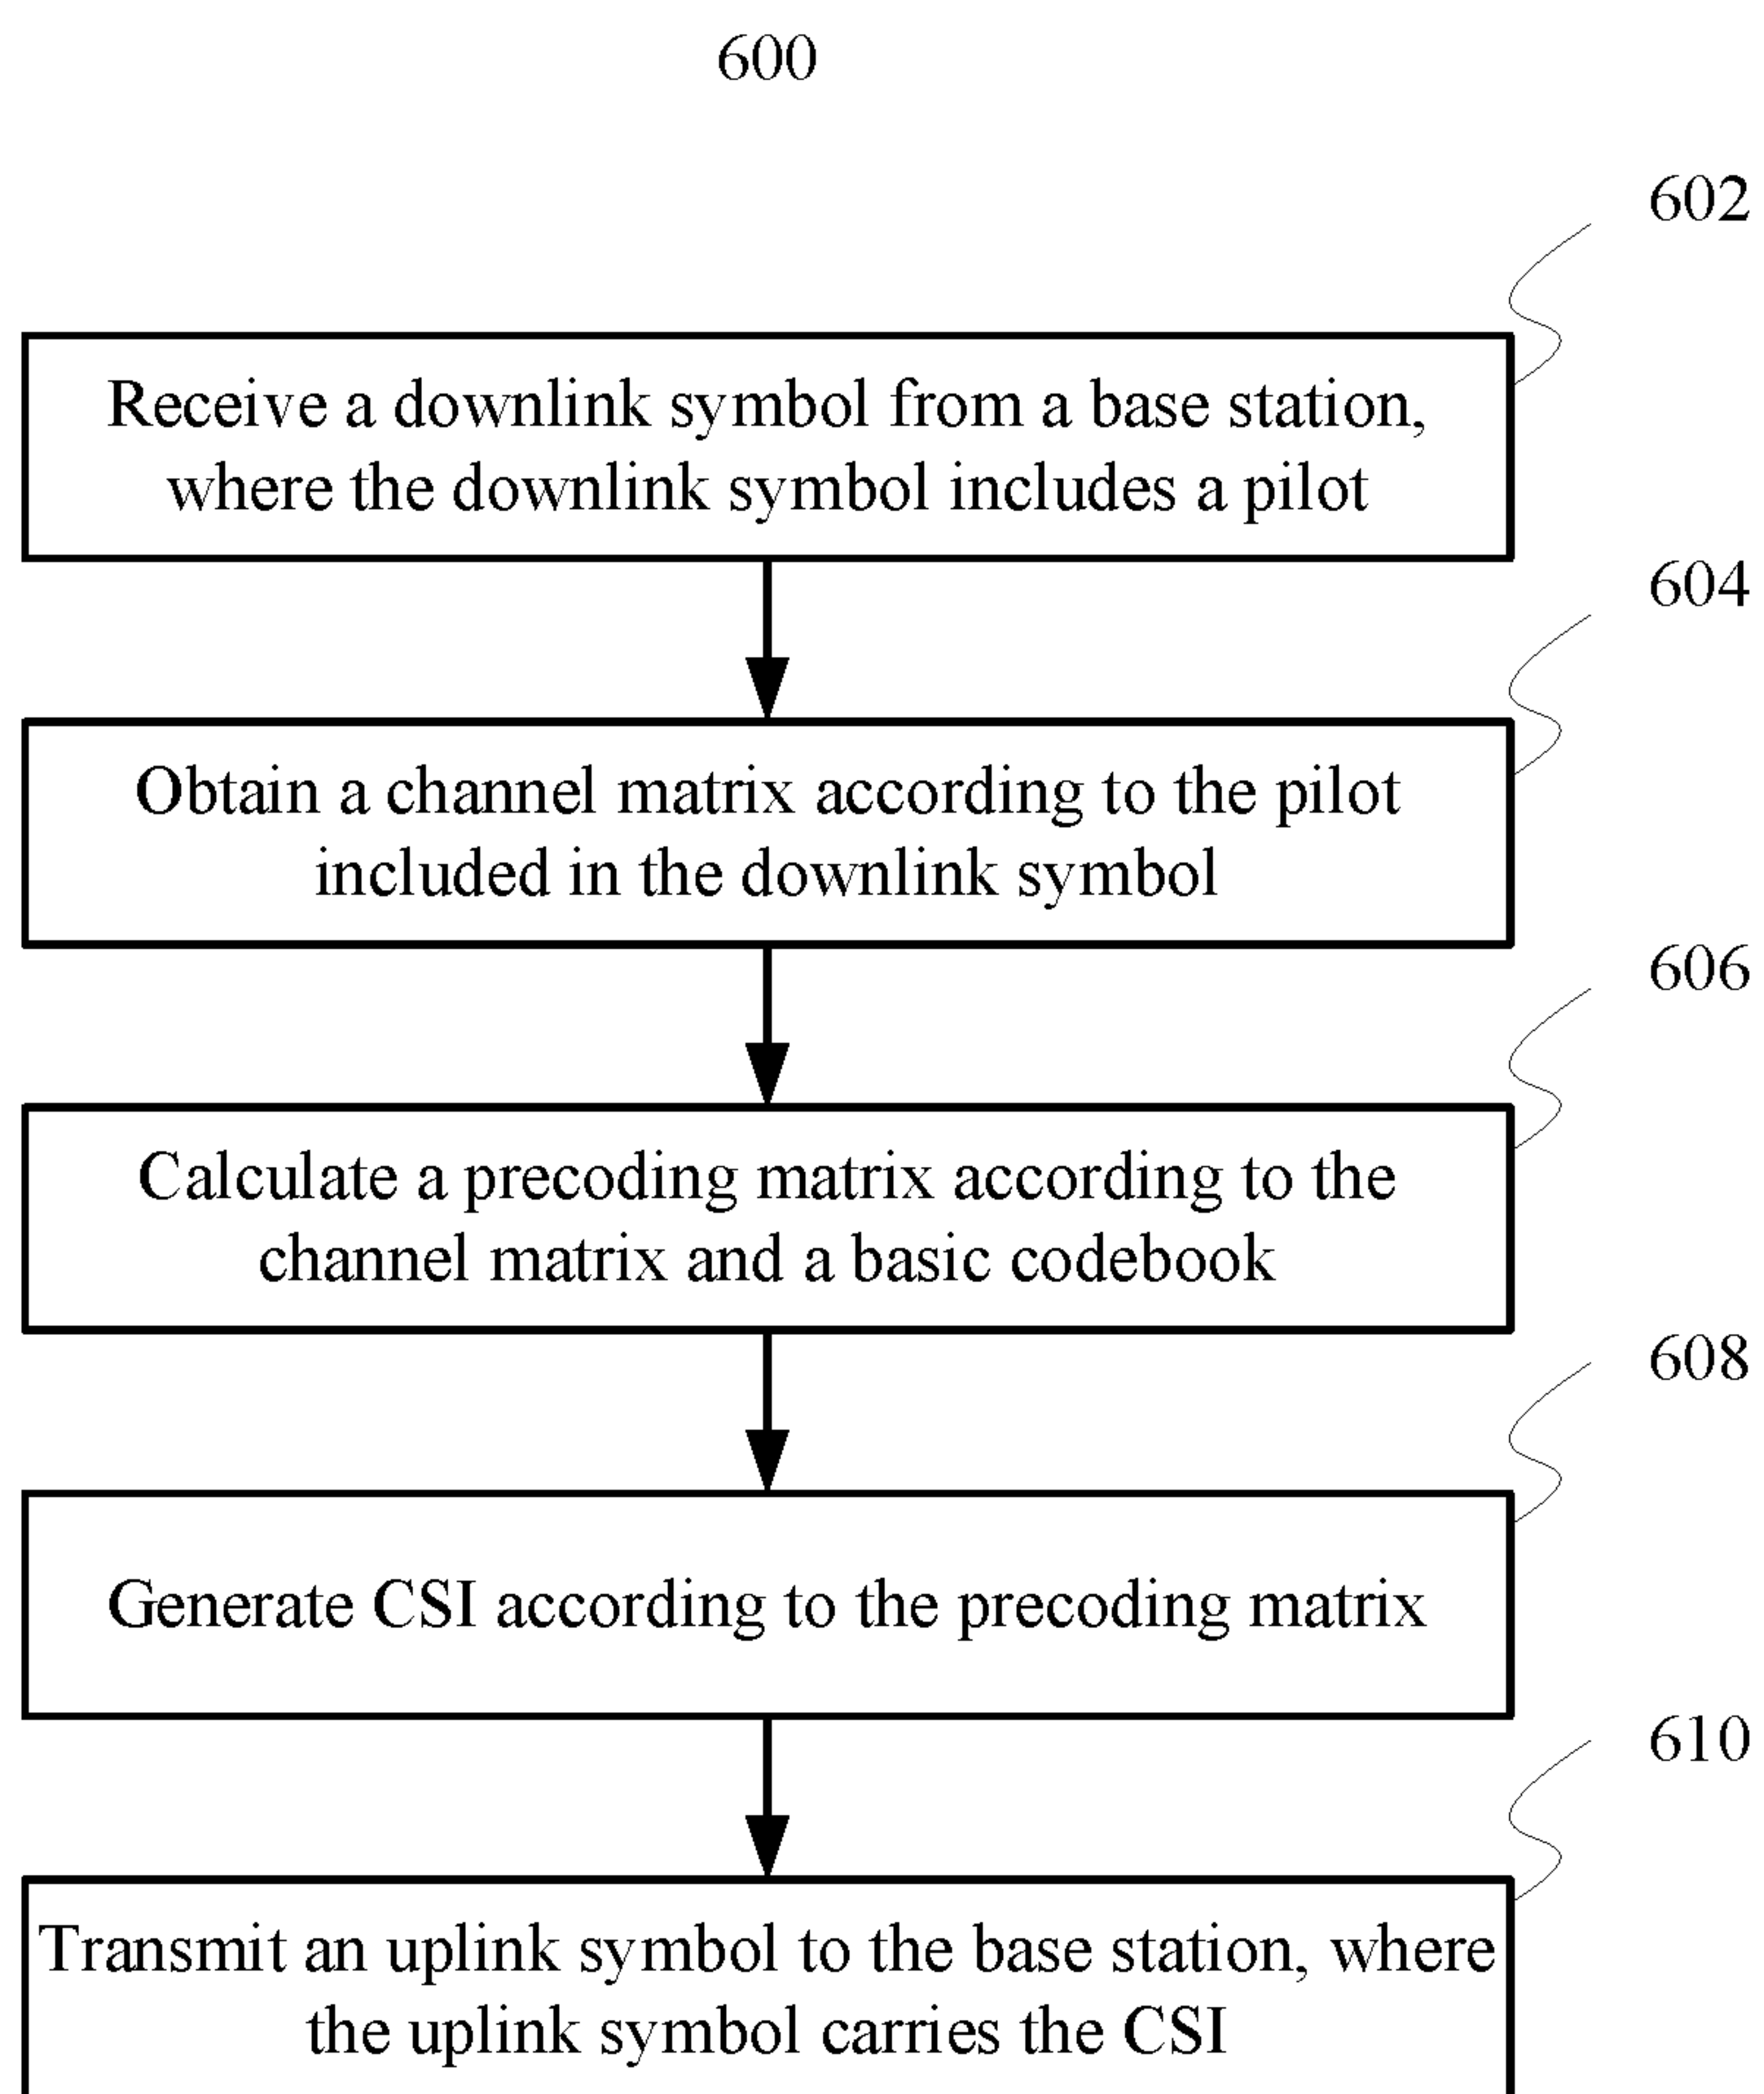 600
602
Receive a downlink symbol from a base station,
where the downlink symbol includes a pilot
604
Obtain a channel matrix according to the pilot
included in the downlink symbol
606
Calculate a precoding matrix according to the
channel matrix and a basic codebook
608
Generate CSI according to the precoding matrix
610
Transmit an uplink symbol to the base station, where
the uplink symbol carries the CSI